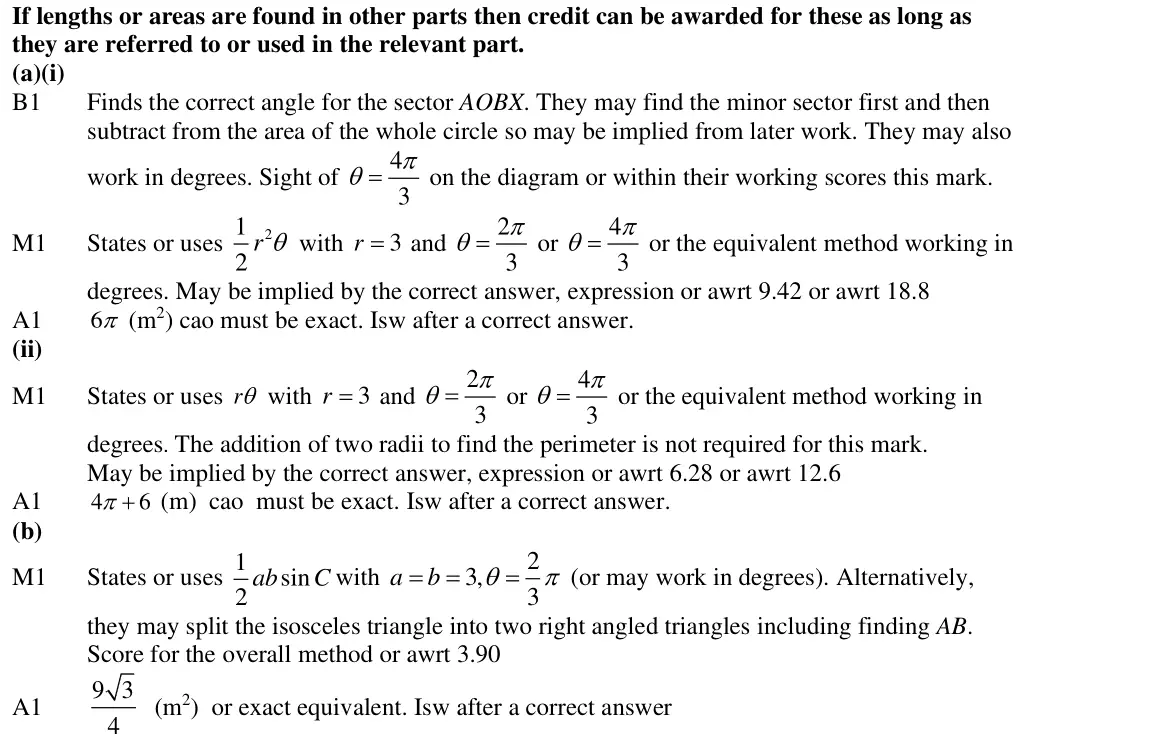 If lengths or areas are found in other parts then credit can be awarded for these as long as
they are referred to or used in the relevant part.
(a)(i)
B1 Finds the correct angle for the sector AOBX. They may find the minor sector first and then
subtract from the area of the whole circle so may be implied from later work. They may also
work in degrees. Sight of θ = 4π/3 on the diagram or within their working scores this mark.
M1 States or uses 1/2 r²θ with r = 3 and θ = 2π/3 or θ = 4π/3 or the equivalent method working in
degrees. May be implied by the correct answer, expression or awrt 9.42 or awrt 18.8
A1 6π (m²) cao must be exact. Isw after a correct answer.
(ii)
M1 States or uses rθ with r = 3 and θ = 2π/3 or θ = 4π/3 or the equivalent method working in
degrees. The addition of two radii to find the perimeter is not required for this mark.
May be implied by the correct answer, expression or awrt 6.28 or awrt 12.6
A1 4π + 6 (m) cao must be exact. Isw after a correct answer.
(b)
M1 States or uses 1/2 ab sin C with a = b = 3, θ = 2/3 π (or may work in degrees). Alternatively,
they may split the isosceles triangle into two right angled triangles including finding AB.
Score for the overall method or awrt 3.90
A1 9√3/4 (m²) or exact equivalent. Isw after a correct answer